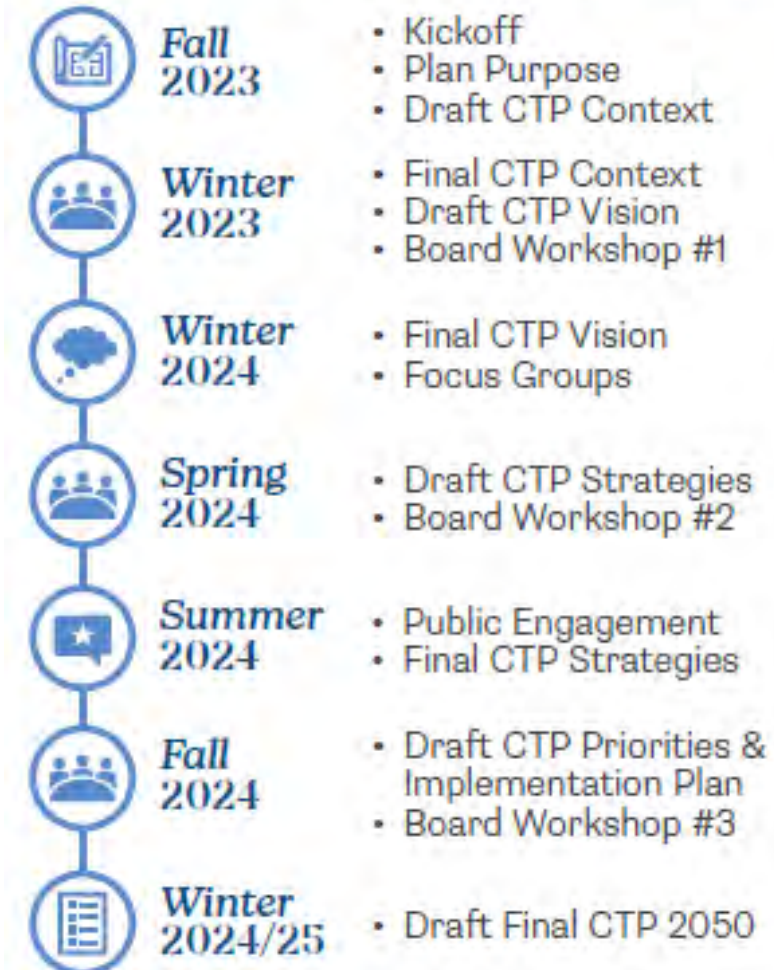 Fall
2023
• Kickoff
• Plan Purpose
• Draft CTP Context
Winter
2023
• Final CTP Context
• Draft CTP Vision
• Board Workshop #1
Winter
2024
• Final CTP Vision
• Focus Groups
Spring
2024
• Draft CTP Strategies
• Board Workshop #2
Summer
2024
• Public Engagement
• Final CTP Strategies
Fall
2024
• Draft CTP Priorities &
Implementation Plan
• Board Workshop #3
Winter
2024/25
• Draft Final CTP 2050